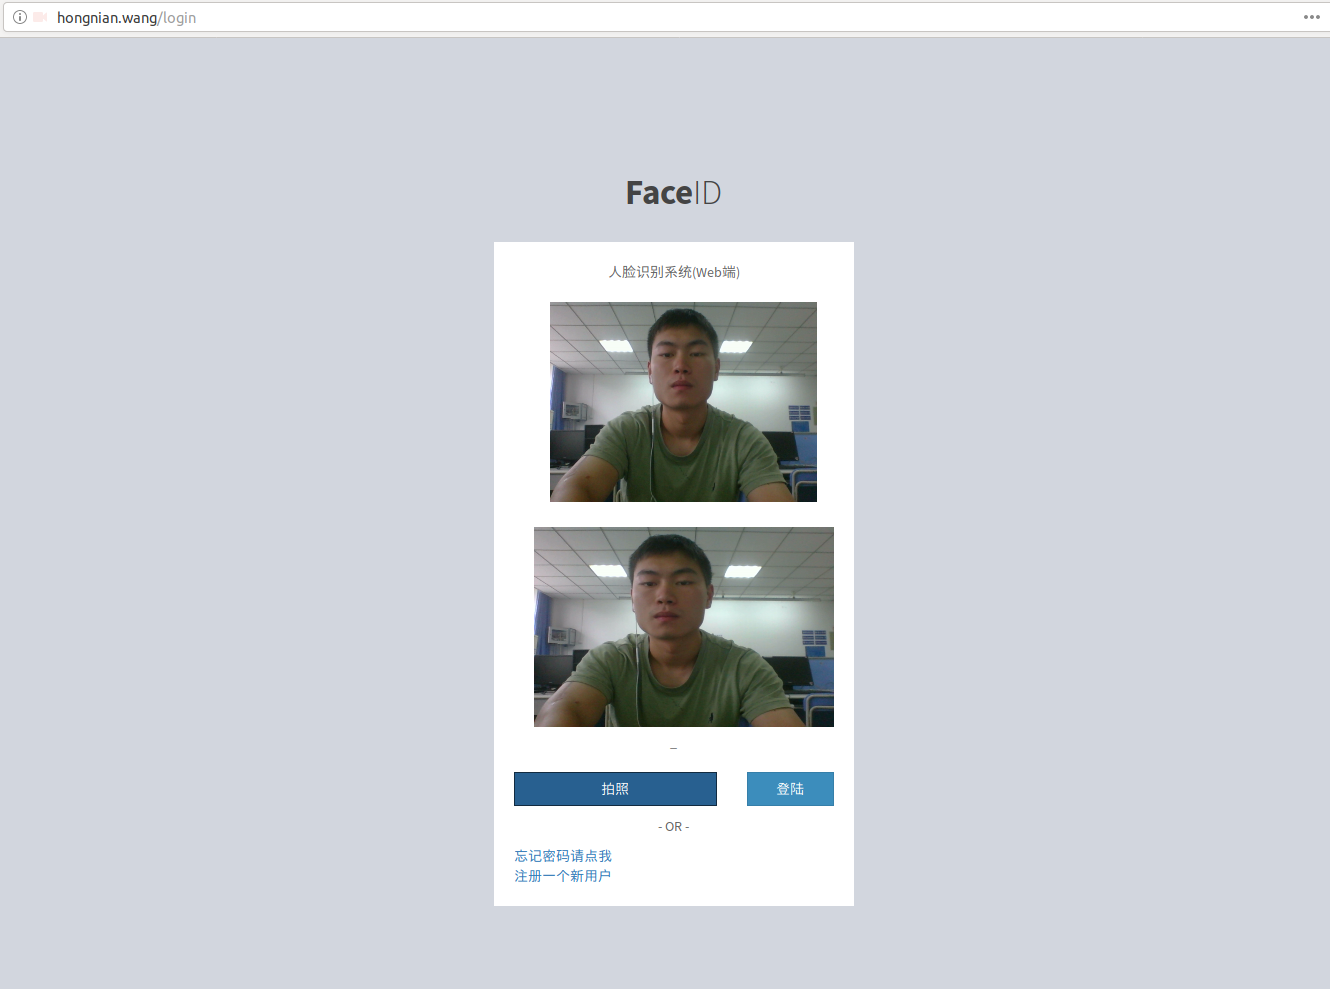 hongnian.wang/login
FaceID
人脸识别系统(Web端)
_
拍照
登陆
- OR -
忘记密码请点我
注册一个新用户